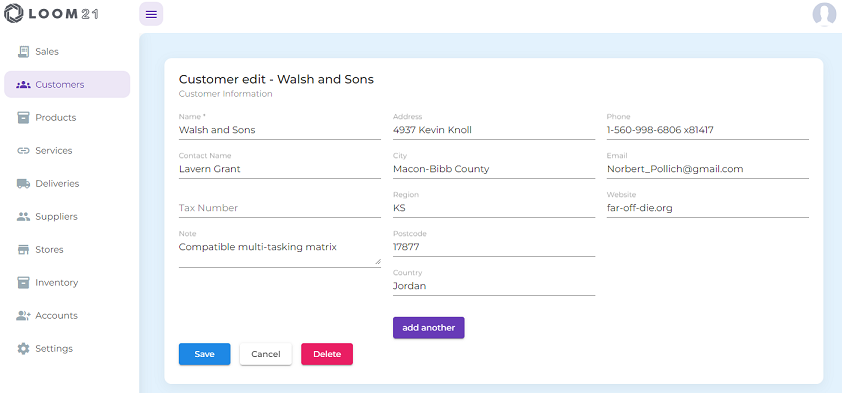 LOOM21
Sales
Customers
Products
Services
Deliveries
Suppliers
Stores
Inventory
Accounts
Settings
Customer edit - Walsh and Sons
Customer Information
Name *
Walsh and Sons
Contact Name
Lavern Grant
Tax Number
Note
Compatible multi-tasking matrix
Address
4937 Kevin Knoll
City
Macon-Bibb County
Region
KS
Postcode
17877
Country
Jordan
Phone
1-560-998-6806 x81417
Email
Norbert_Pollich@gmail.com
Website
far-off-die.org
add another
Save
Cancel
Delete